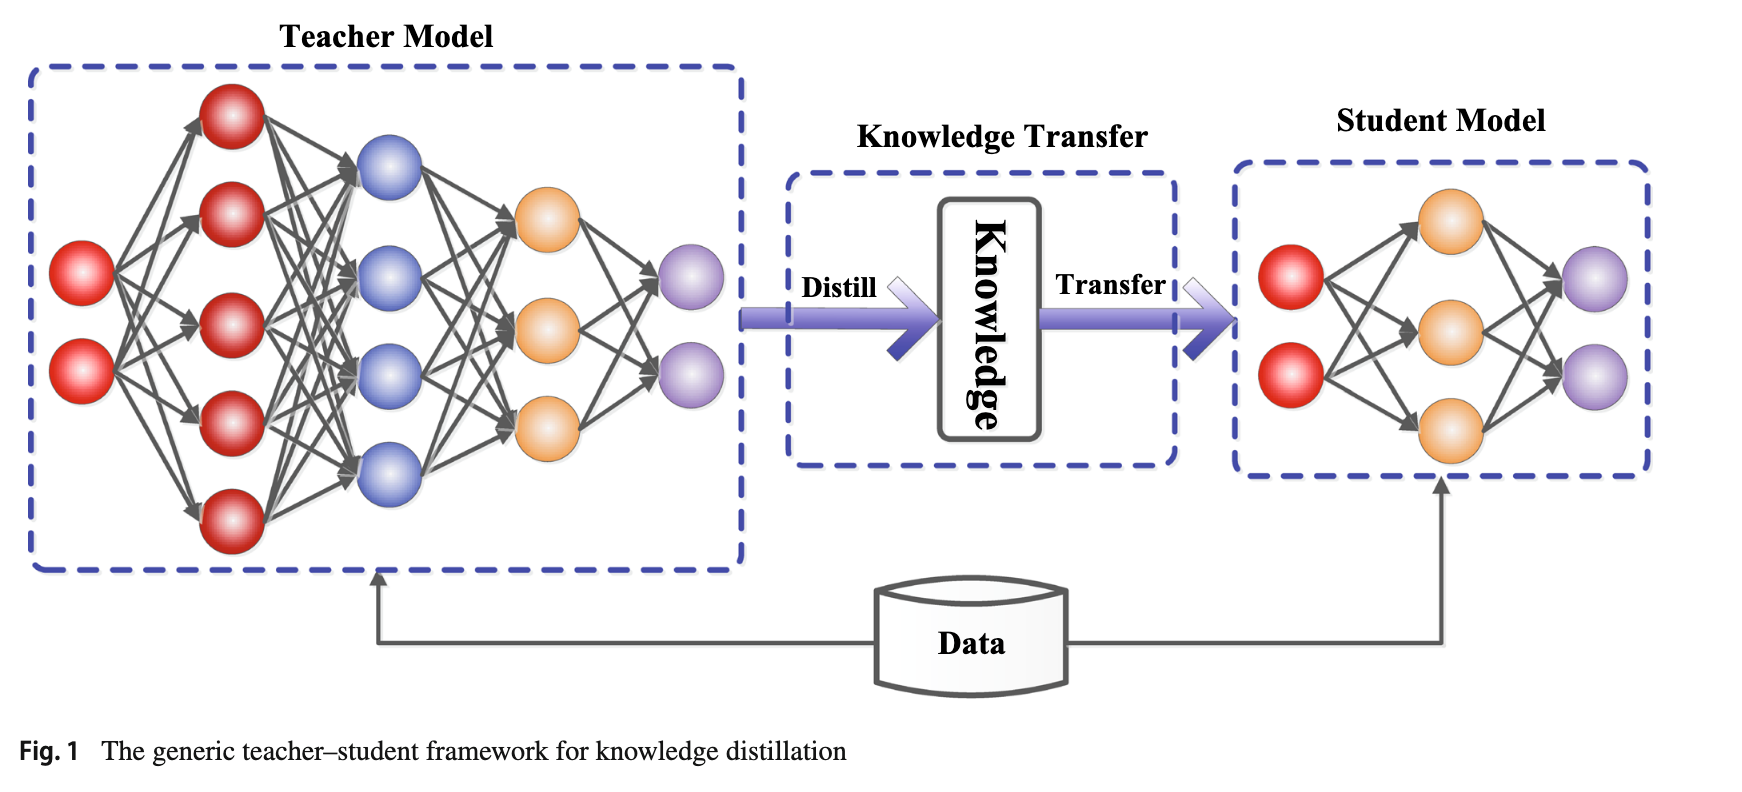 Teacher Model
Knowledge Transfer
Student Model
Distill
Knowledge
Transfer
Data
Fig. 1 The generic teacher–student framework for knowledge distillation